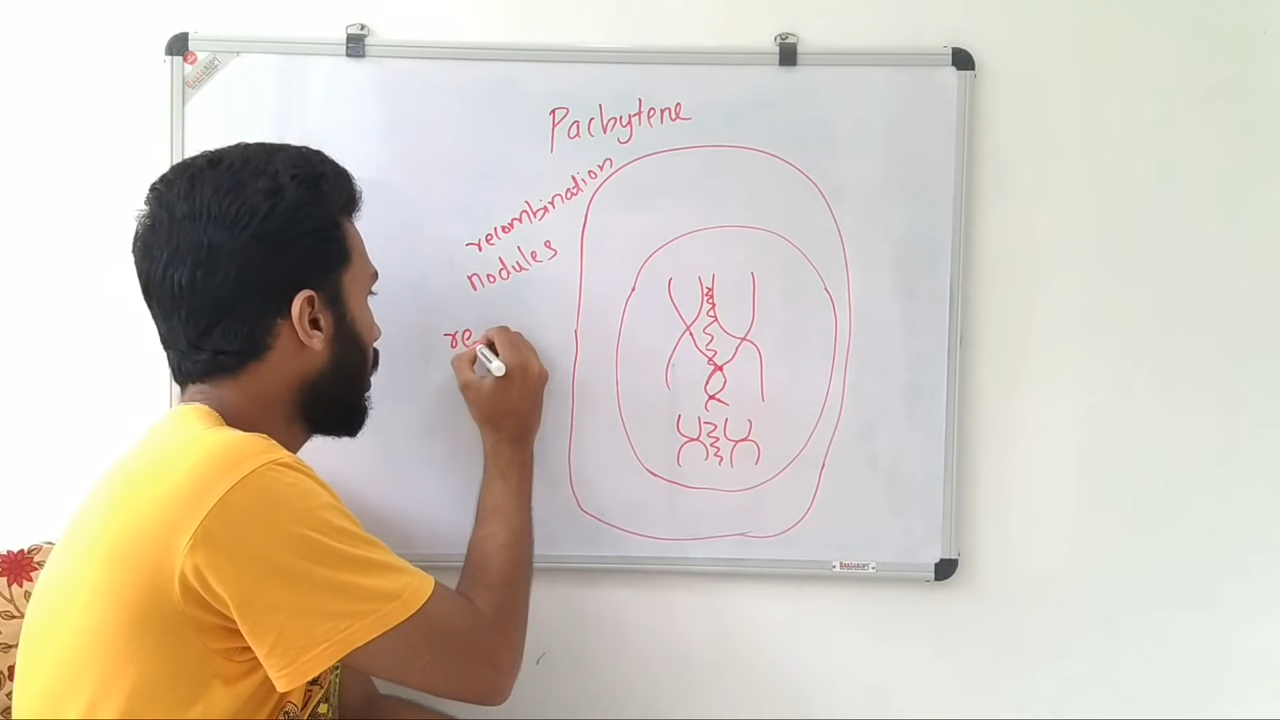 Pachytene
recombination
nodules
re